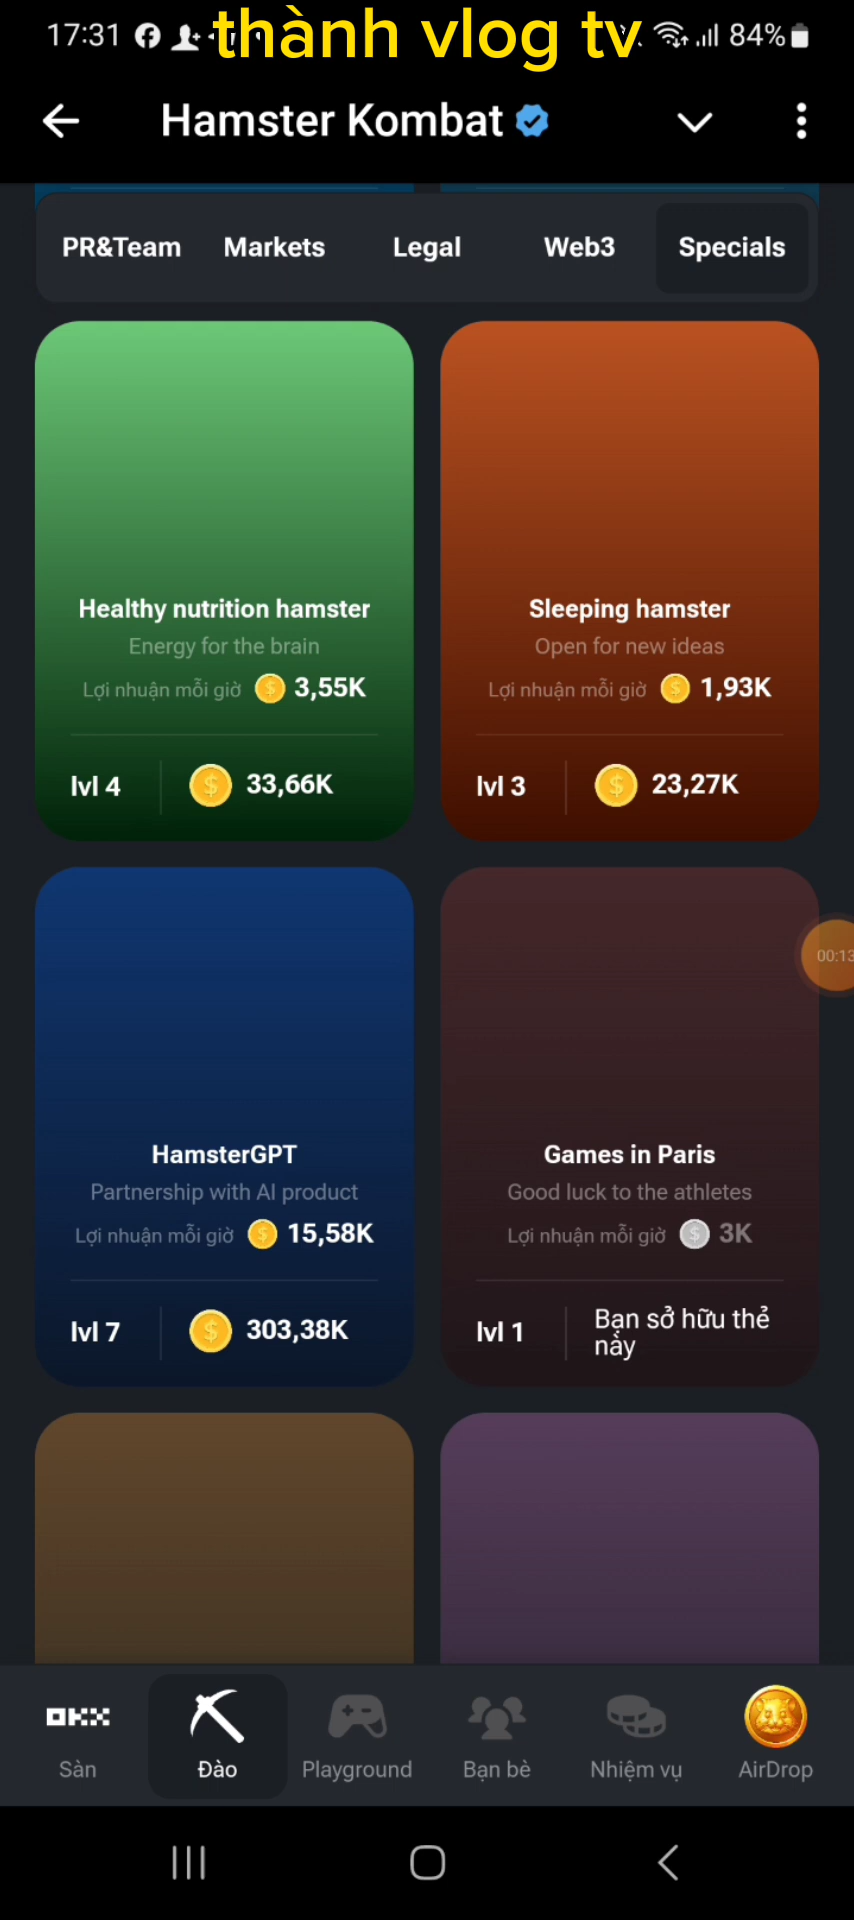 17:31 84%
thành vlog tv
Hamster Kombat
PR&Team Markets Legal Web3 Specials
Healthy nutrition hamster
Energy for the brain
Lợi nhuận mỗi giờ 3,55K
lvl 4 33,66K
Sleeping hamster
Open for new ideas
Lợi nhuận mỗi giờ 1,93K
lvl 3 23,27K
00:13
HamsterGPT
Partnership with AI product
Lợi nhuận mỗi giờ 15,58K
lvl 7 303,38K
Games in Paris
Good luck to the athletes
Lợi nhuận mỗi giờ 3K
lvl 1 Bạn sở hữu thẻ
này
OKX
Sàn Đào Playground Bạn bè Nhiệm vụ AirDrop